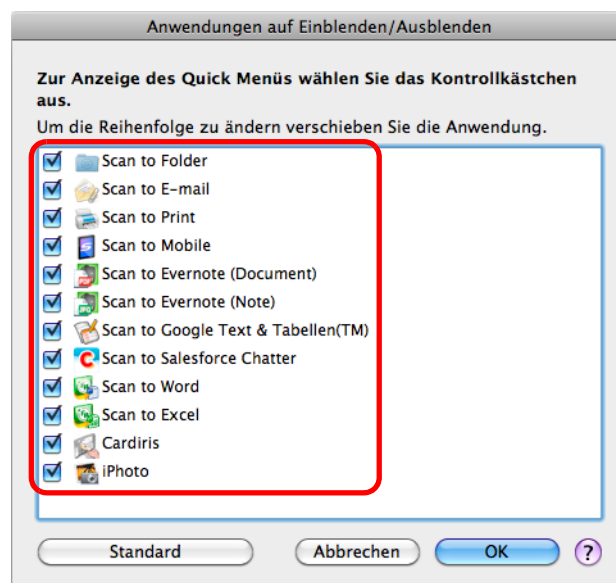 Anwendungen auf Einblenden/Ausblenden
Zur Anzeige des Quick Menüs wählen Sie das Kontrollkästchen
aus.
Um die Reihenfolge zu ändern verschieben Sie die Anwendung.
Scan to Folder
Scan to E-mail
Scan to Print
Scan to Mobile
Scan to Evernote (Document)
Scan to Evernote (Note)
Scan to Google Text & Tabellen(TM)
Scan to Salesforce Chatter
Scan to Word
Scan to Excel
Cardiris
iPhoto
Standard Abbrechen OK ?